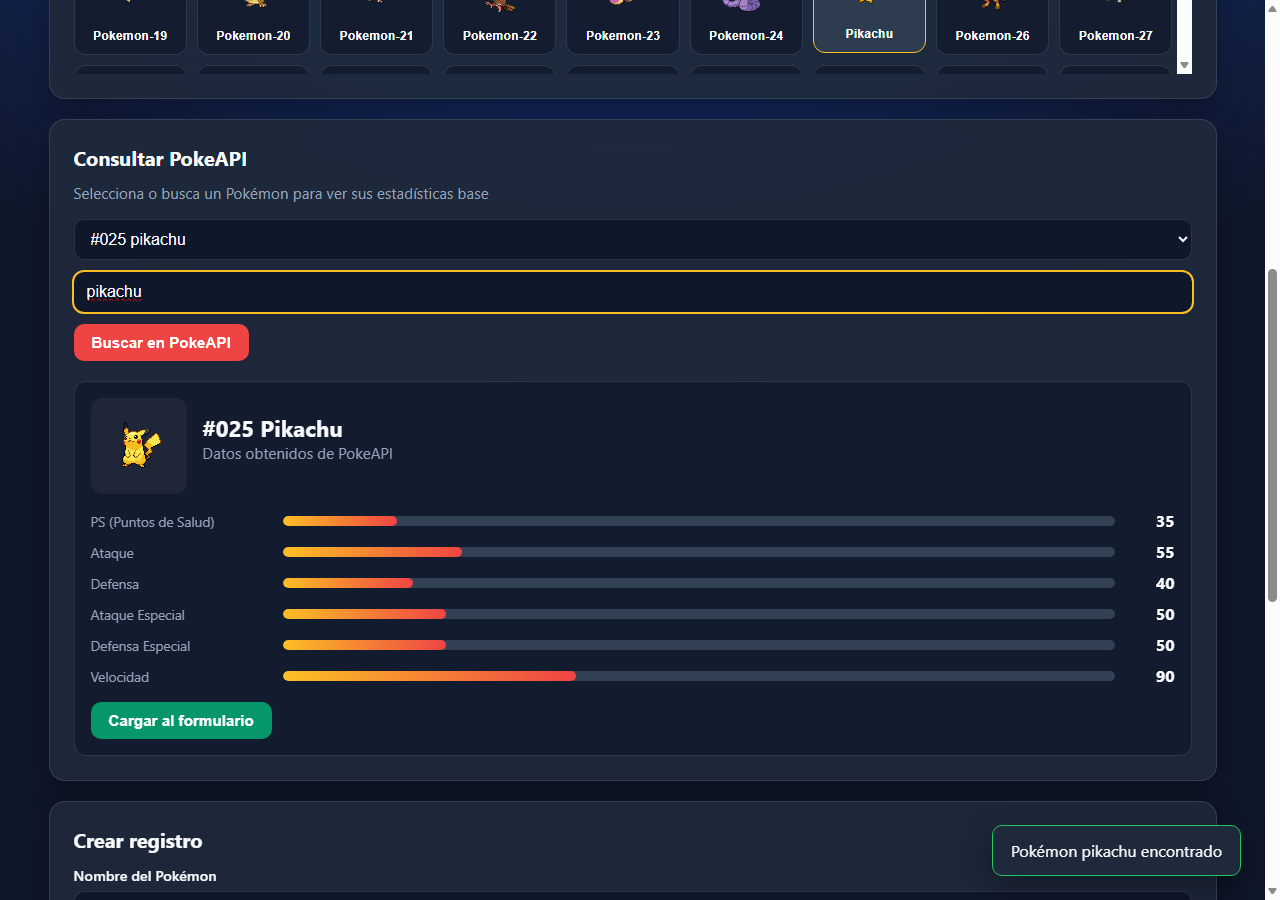 Pokemon-19 Pokemon-20 Pokemon-21 Pokemon-22 Pokemon-23 Pokemon-24 Pikachu Pokemon-26 Pokemon-27
Consultar PokeAPI
Selecciona o busca un Pokémon para ver sus estadísticas base
#025 pikachu
pikachu
Buscar en PokeAPI
#025 Pikachu
Datos obtenidos de PokeAPI
PS (Puntos de Salud) 35
Ataque 55
Defensa 40
Ataque Especial 50
Defensa Especial 50
Velocidad 90
Cargar al formulario
Crear registro
Pokémon pikachu encontrado
Nombre del Pokémon